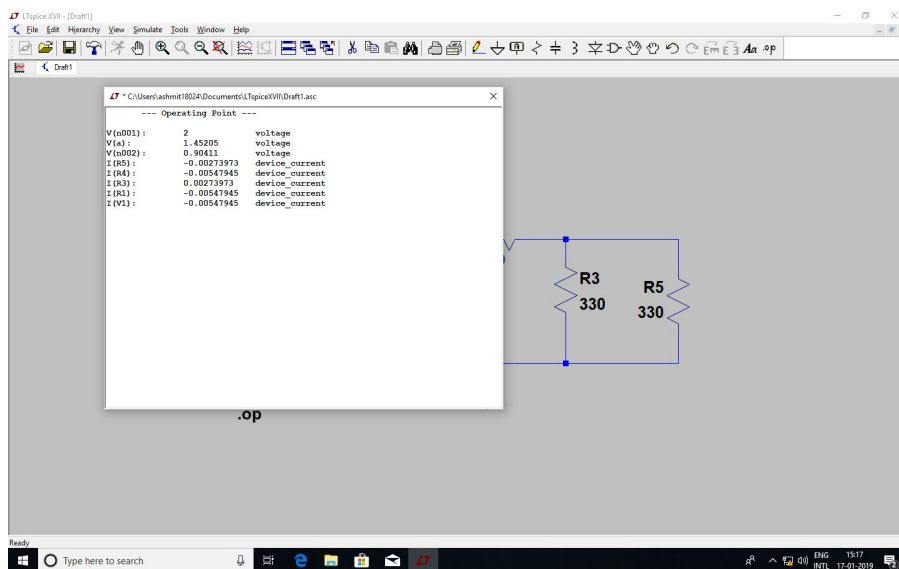 LTspice XVII - [Draft1]
File Edit Hierarchy View Simulate Tools Window Help
Aα .op
Draft1
* C:\Users\ashmit18024\Documents\LTspiceXVII\Draft1.asc
--- Operating Point ---
V(n001): 2 voltage
V(a): 1.45205 voltage
V(n002): 0.90411 voltage
I(R5): -0.00273973 device_current
I(R4): -0.00547945 device_current
I(R3): 0.00273973 device_current
I(R1): -0.00547945 device_current
I(V1): -0.00547945 device_current
R3
R5
330
330
.op
Ready
Type here to search
ENG 15:17
INTL 17-01-2019
2